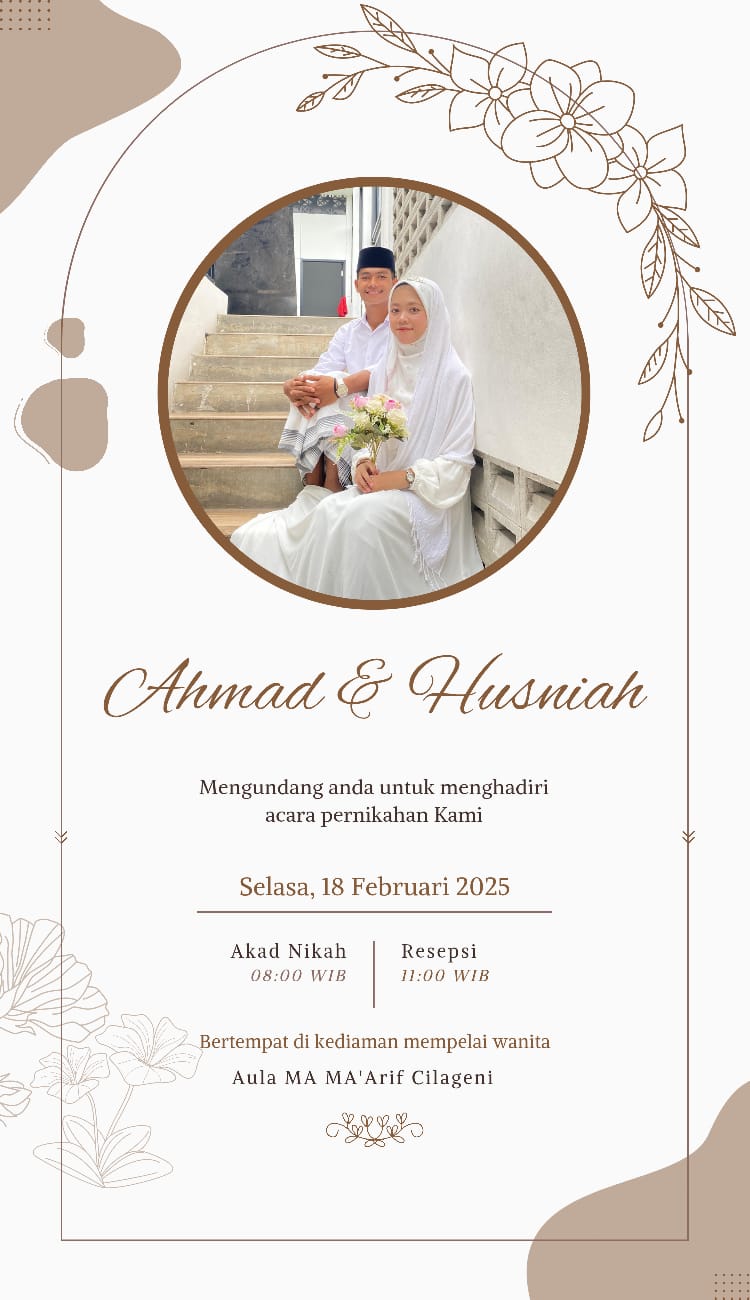 Ahmad & Husniah
Mengundang anda untuk menghadiri
acara pernikahan Kami
Selasa, 18 Februari 2025
Akad Nikah
08:00 WIB
Resepsi
11:00 WIB
Bertempat di kediaman mempelai wanita
Aula MA MA'Arif Cilageni